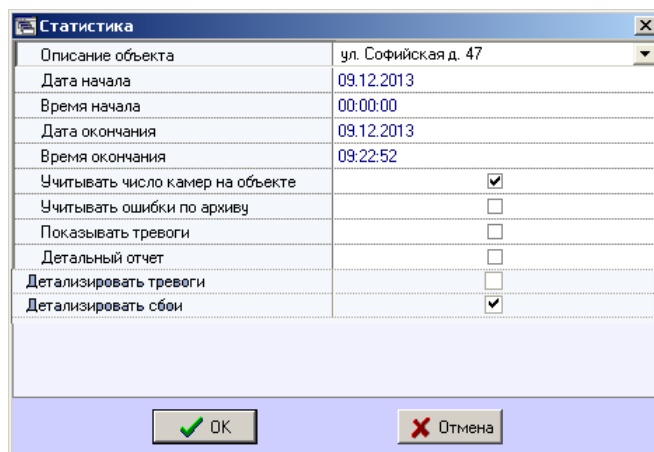 Статистика
Описание объекта ул. Софийская д. 47
Дата начала 09.12.2013
Время начала 00:00:00
Дата окончания 09.12.2013
Время окончания 09:22:52
Учитывать число камер на объекте
Учитывать ошибки по архиву
Показывать тревоги
Детальный отчет
Детализировать тревоги
Детализировать сбои
OK Отмена